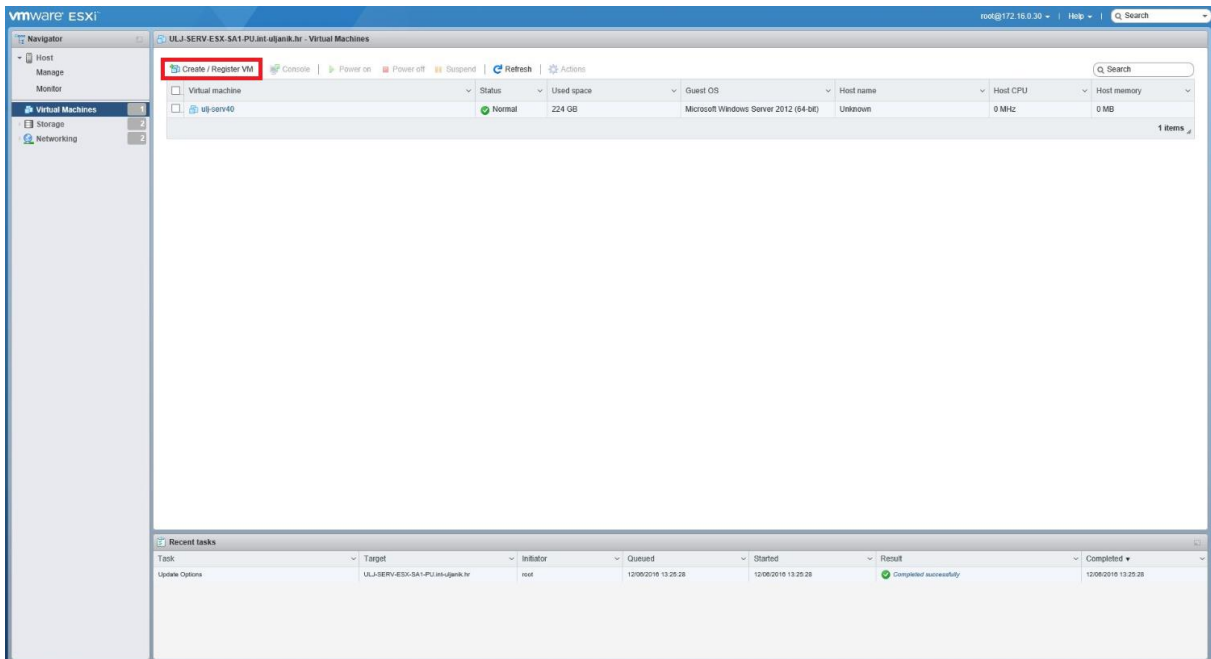 vmware ESXi
root@172.16.0.30 | Help | Search
Navigator
ULJ-SERV-ESX-SA1-PU.int-uljanik.hr - Virtual Machines
Host
Manage
Monitor
Virtual Machines 1
Storage 2
Networking 2
Create / Register VM Console | Power on Power off Suspend | Refresh | Actions
Search
Virtual machine Status Used space Guest OS Host name Host CPU Host memory
ulj-serv40 Normal 224 GB Microsoft Windows Server 2012 (64-bit) Unknown 0 MHz 0 MB
1 items
Recent tasks
Task Target Initiator Queued Started Result Completed
Update Options ULJ-SERV-ESX-SA1-PU.int-uljanik.hr root 12/06/2016 13:25:28 12/06/2016 13:25:28 Completed successfully 12/06/2016 13:25:28